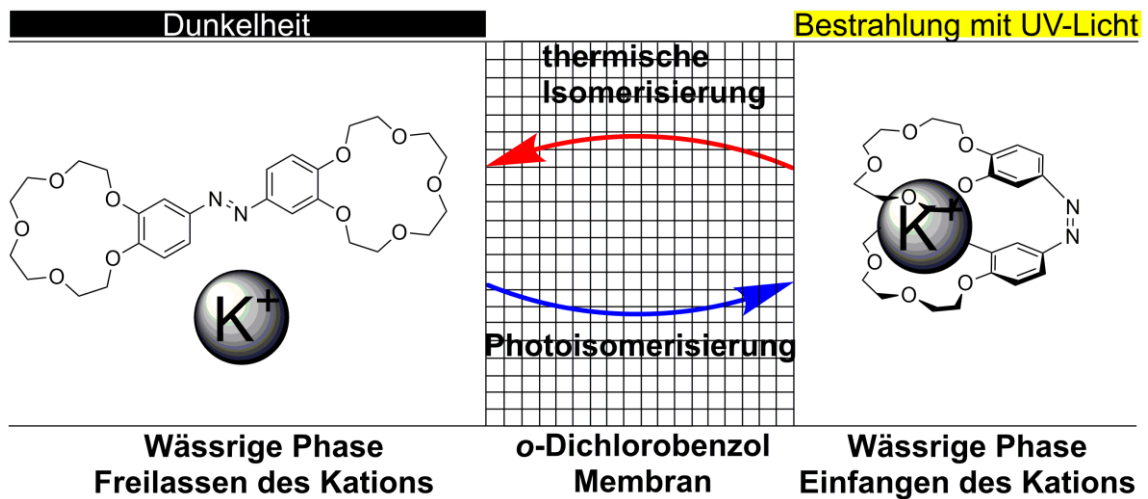 Dunkelheit
Bestrahlung mit UV-Licht
thermische
Isomerisierung
O O O O O N N O O O O O
K+
O O O O O N N O O O O O
K+
Photoisomerisierung
Wässrige Phase
Freilassen des Kations
o-Dichlorobenzol
Membran
Wässrige Phase
Einfangen des Kations